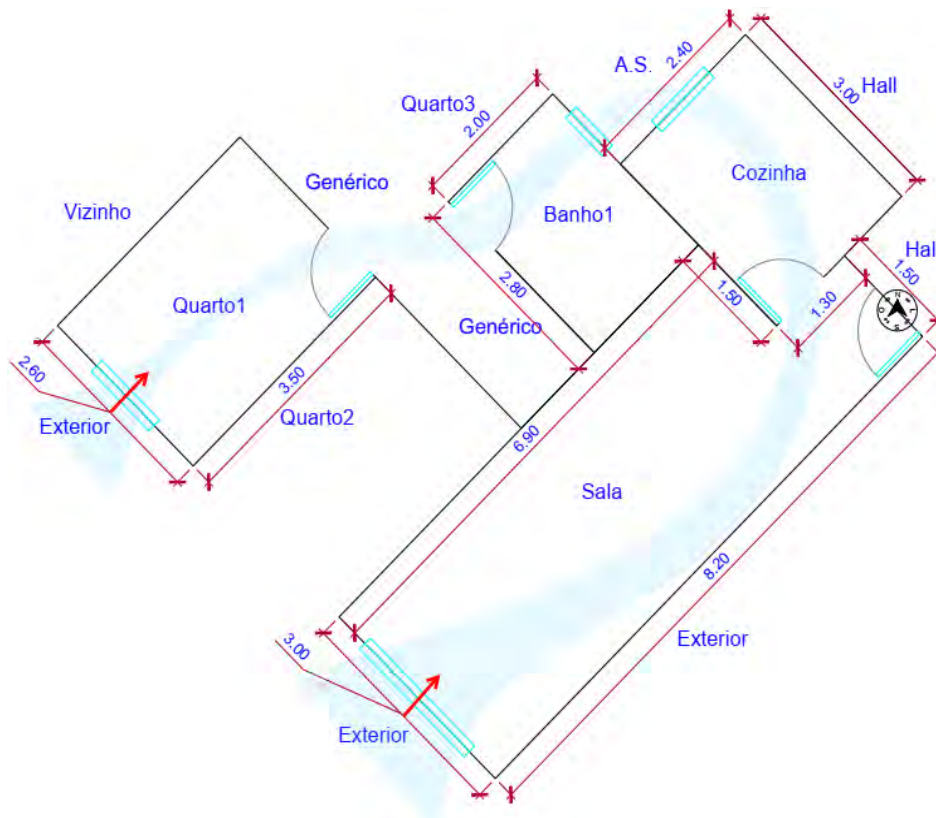 A.S.
2.40
Hall
3.00
Quarto3
2.00
Cozinha
Genérico
Vizinho
Banho1
Hal
1.50
Quarto1
2.80
1.50
1.30
N
L
S
O
Genérico
2.60
3.50
Exterior
Quarto2
6.90
Sala
8.20
3.00
Exterior
Exterior